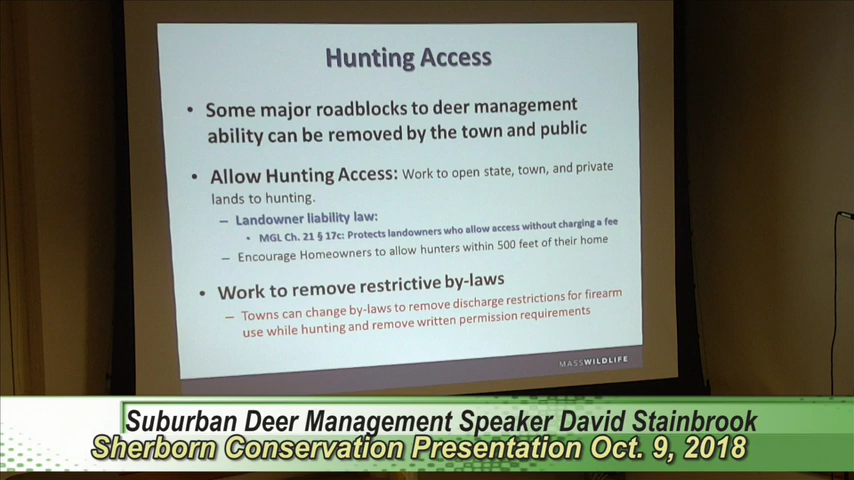 Hunting Access
• Some major roadblocks to deer management
ability can be removed by the town and public
• Allow Hunting Access: Work to open state, town, and private
lands to hunting.
– Landowner liability law:
• MGL Ch. 21 § 17c: Protects landowners who allow access without charging a fee
– Encourage Homeowners to allow hunters within 500 feet of their home
• Work to remove restrictive by-laws
– Towns can change by-laws to remove discharge restrictions for firearm
use while hunting and remove written permission requirements
MASSWILDLIFE
Suburban Deer Management Speaker David Stainbrook
Sherborn Conservation Presentation Oct. 9, 2018